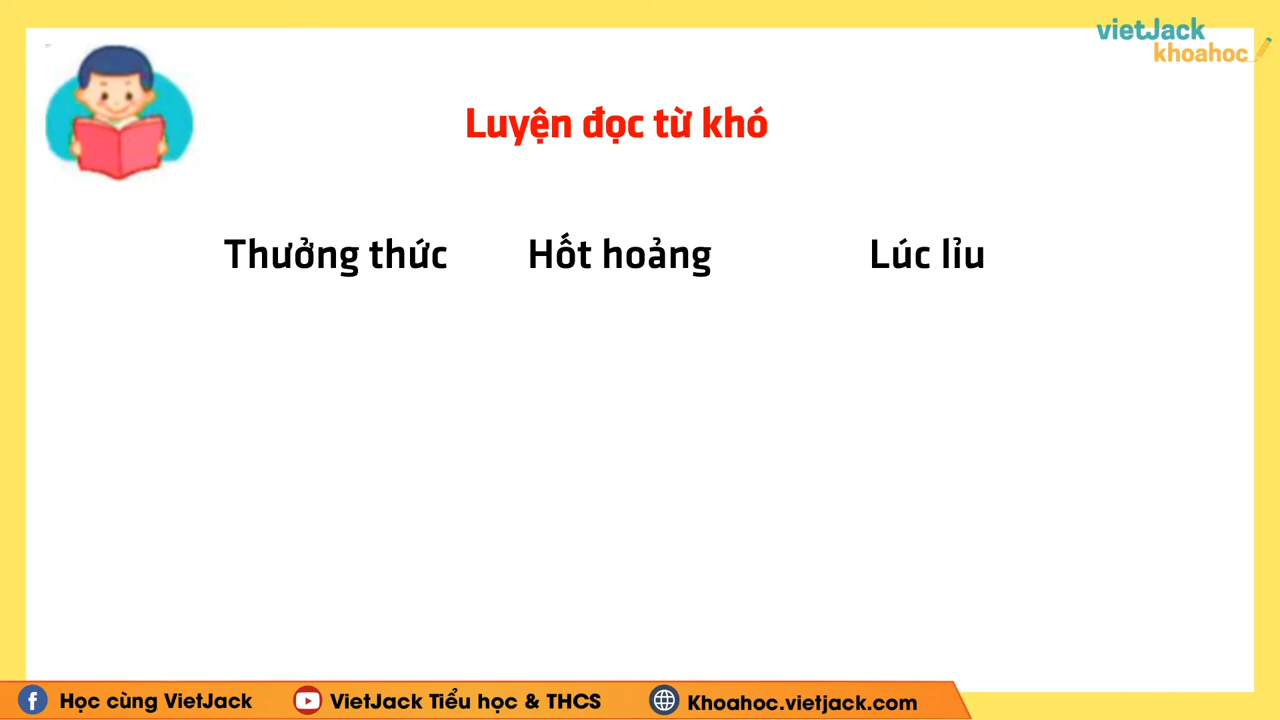 vietJack
khoahoc
Luyện đọc từ khó
Thưởng thức Hốt hoảng Lúc lỉu
Học cùng VietJack VietJack Tiểu học & THCS Khoahoc.vietjack.com